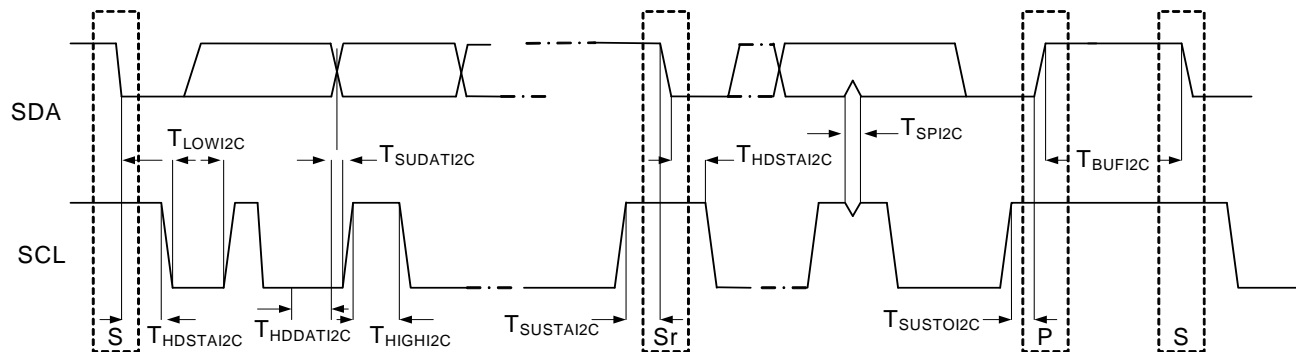 SDA
T_LOWI2C
T_SUDATI2C
T_HDSTAI2C
T_SPI2C
T_BUFI2C
SCL
S
T_HDSTAI2C
T_HDDATI2C
T_HIGHI2C
T_SUSTAI2C
Sr
T_SUSTOI2C
P
S